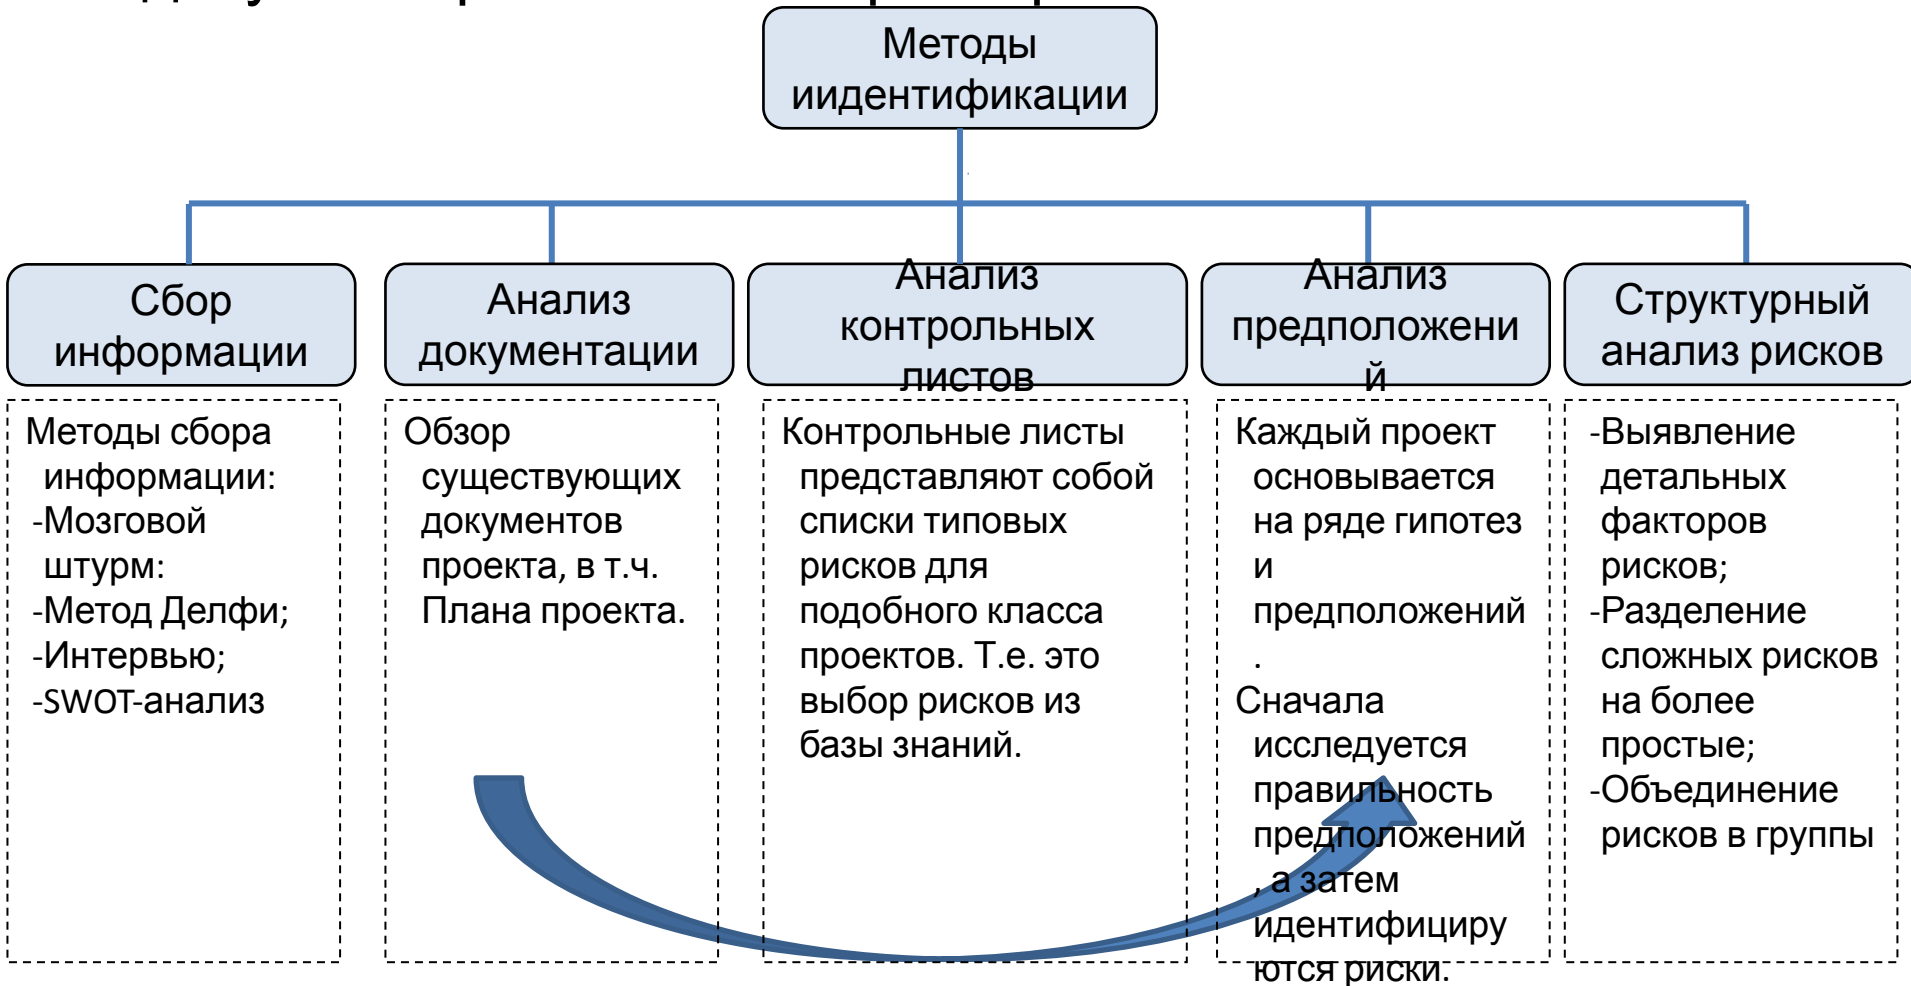 Методы
иидентификации
Сбор
информации
Анализ
документации
Анализ
контрольных
листов
Анализ
предположени
й
Структурный
анализ рисков
Методы сбора
информации:
-Мозговой
штурм:
-Метод Делфи;
-Интервью;
-SWOT-анализ
Обзор
существующих
документов
проекта, в т.ч.
Плана проекта.
Контрольные листы
представляют собой
списки типовых
рисков для
подобного класса
проектов. Т.е. это
выбор рисков из
базы знаний.
Каждый проект
основывается
на ряде гипотез
и
предположений
.
Сначала
исследуется
правильность
предположений
, а затем
идентифициру
ются риски.
-Выявление
детальных
факторов
рисков;
-Разделение
сложных рисков
на более
простые;
-Объединение
рисков в группы